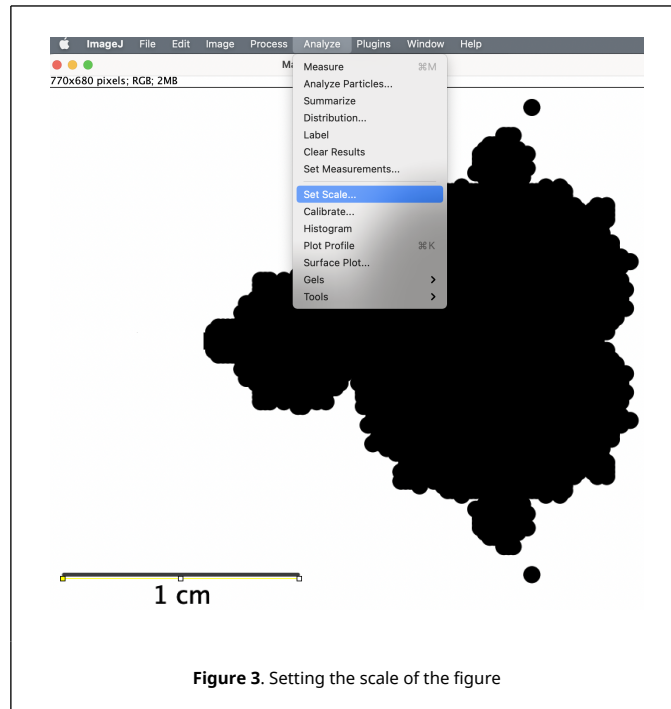 ImageJ File Edit Image Process Analyze Plugins Window Help
Ma
770x680 pixels; RGB; 2MB
Measure ⌘M
Analyze Particles...
Summarize
Distribution...
Label
Clear Results
Set Measurements...
Set Scale...
Calibrate...
Histogram
Plot Profile ⌘K
Surface Plot...
Gels
Tools
1 cm
Figure 3. Setting the scale of the figure